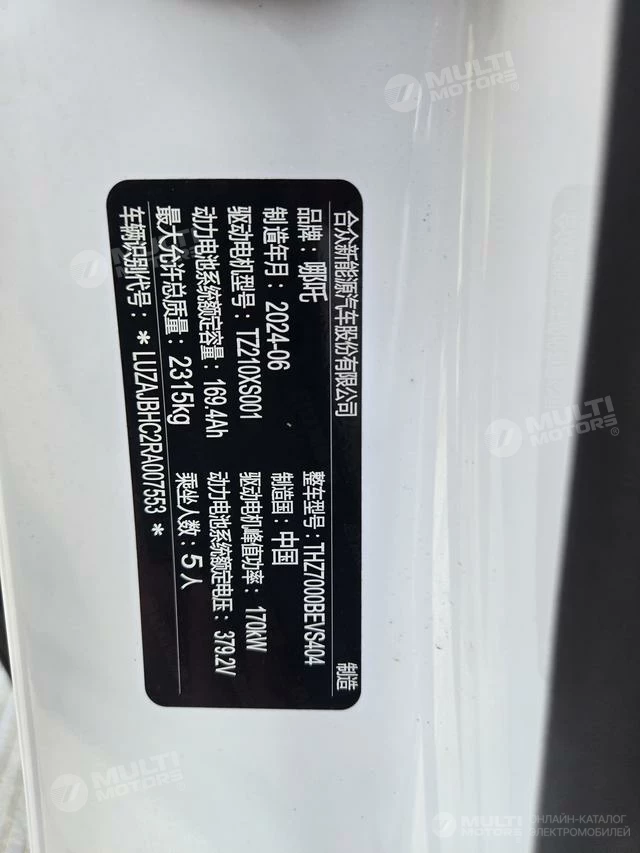 合众新能源汽车股份有限公司 制造
品牌：哪吒 整车型号：THZ7000BEVS404
制造年月：2024-06 制造国：中国
驱动电机型号：TZ210XS001 驱动电机峰值功率：170kW
动力电池系统额定容量：169.4Ah 动力电池系统额定电压：379.2V
最大允许总质量：2315kg 乘坐人数：5人
车辆识别代号：*LUZAJBHC2RA007553*
MULTI MOTORS®
MULTI MOTORS®
MULTI MOTORS®
MULTI MOTORS®
MULTI MOTORS®
MULTI MOTORS
ОНЛАЙН-КАТАЛОГ
ЭЛЕКТРОМОБИЛЕЙ